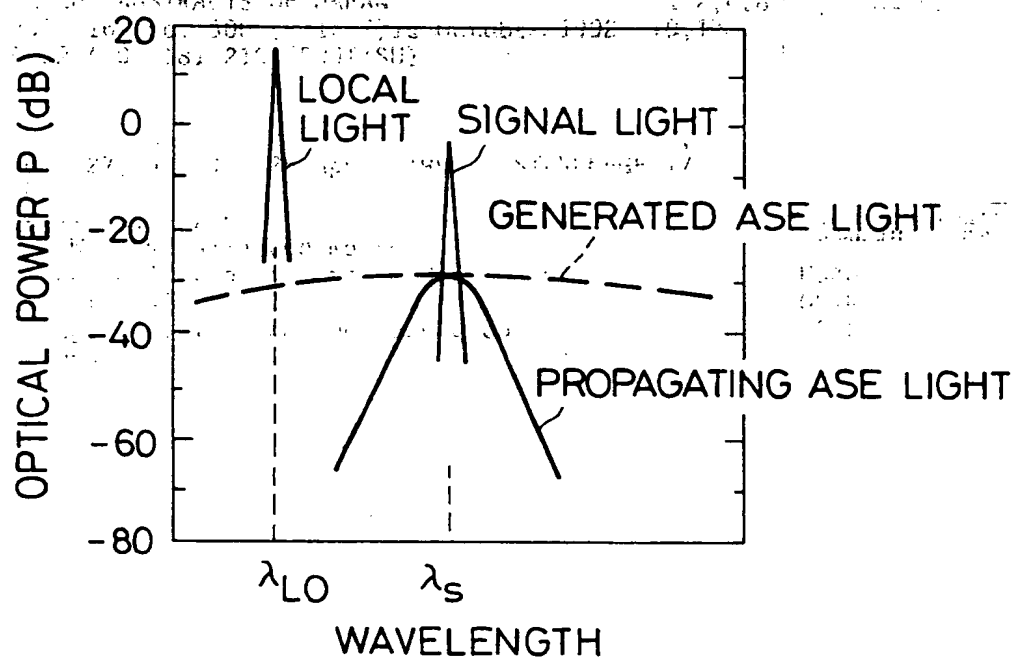 20
0
-20
-40
-60
-80
OPTICAL POWER P (dB)
LOCAL
LIGHT
SIGNAL LIGHT
GENERATED ASE LIGHT
PROPAGATING ASE LIGHT
λLO
λS
WAVELENGTH